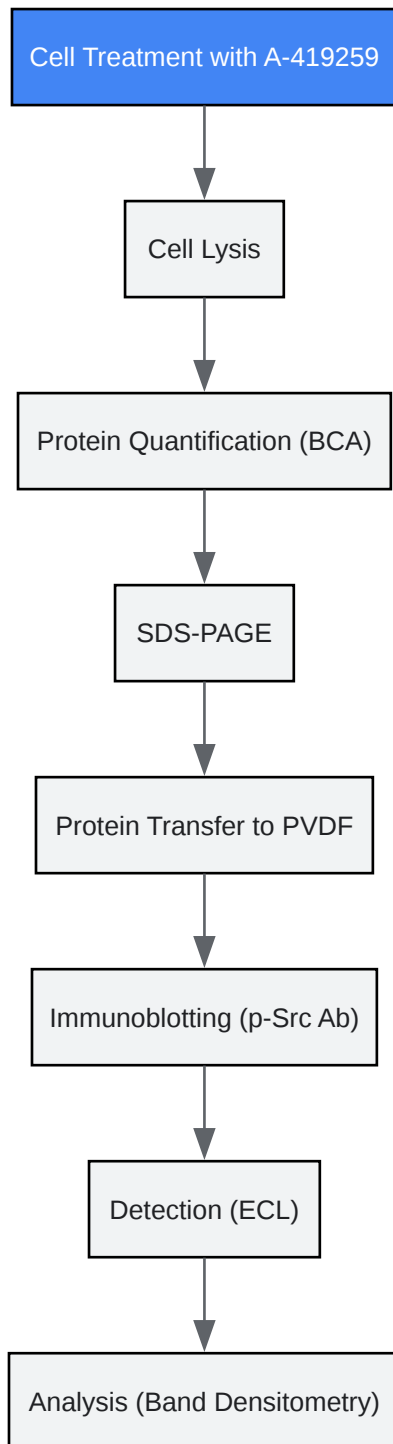 Cell Treatment with A-419259
Cell Lysis
Protein Quantification (BCA)
SDS-PAGE
Protein Transfer to PVDF
Immunoblotting (p-Src Ab)
Detection (ECL)
Analysis (Band Densitometry)